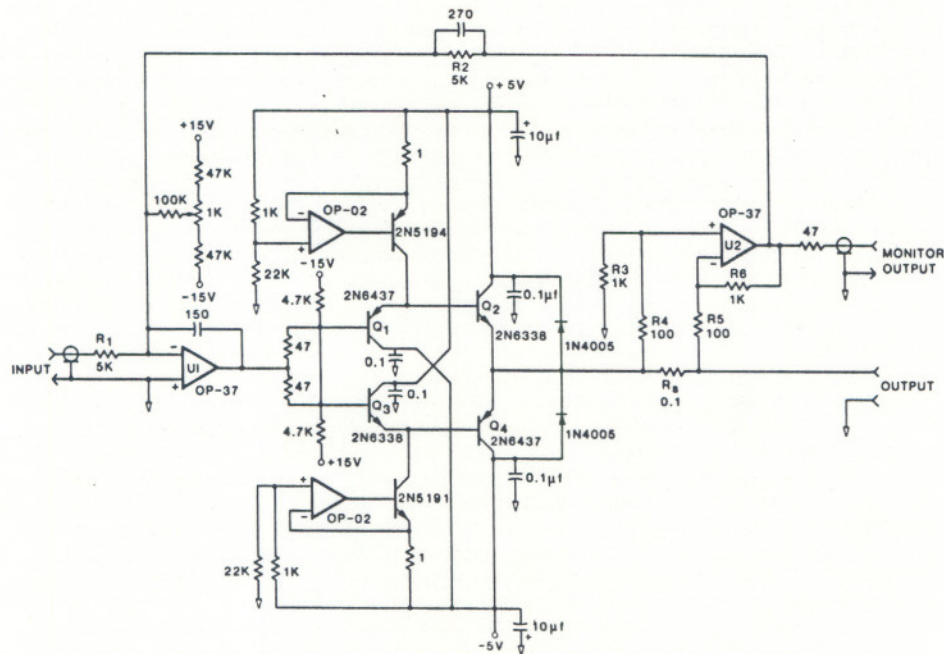 270
R2
5K
+5V
+15V
10µf
47K
1
100K
1K
1K
OP-02
OP-37
47
2N5194
U2
MONITOR
OUTPUT
47K
22K
-15V
R3
1K
R6
1K
-15V
4.7K
2N6437
0.1µf
Q2
150
Q1
2N6338
1N4005
R4
100
R5
100
R1
47
0.1
INPUT
5K
U1
OP-37
47
Q3
0.1
Rs
0.1
OUTPUT
4.7K
2N6338
Q4
2N6437
1N4005
+15V
0.1µf
2N5191
OP-02
22K
1K
1
-5V
10µf